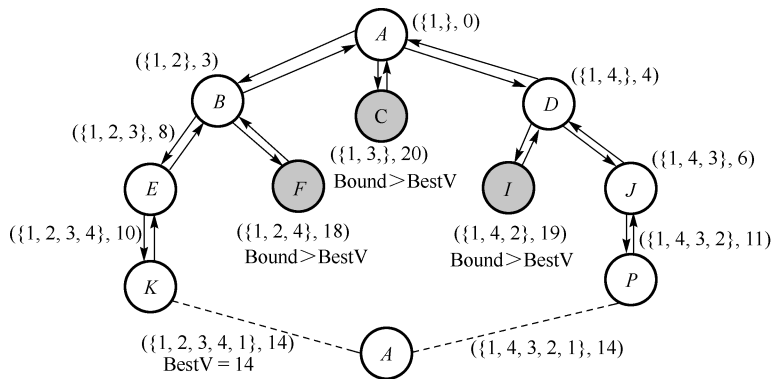 A
({1,}, 0)
({1, 2}, 3)
B
({1, 4,}, 4)
D
C
({1, 2, 3}, 8)
({1, 3,}, 20)
Bound>BestV
({1, 4, 3}, 6)
E
F
I
J
({1, 2, 3, 4}, 10)
({1, 2, 4}, 18)
Bound>BestV
({1, 4, 2}, 19)
Bound>BestV
({1, 4, 3, 2}, 11)
K
P
({1, 2, 3, 4, 1}, 14)
BestV = 14
A
({1, 4, 3, 2, 1}, 14)